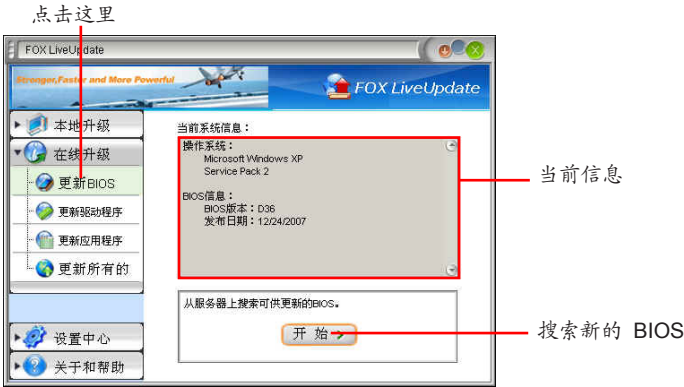 点击这里
FOX LiveUpdate
Stronger,Faster and More Powerful
FOX LiveUpdate
本地升级
在线升级
更新BIOS
更新驱动程序
更新应用程序
更新所有的
设置中心
关于和帮助
当前系统信息：
操作系统：
Microsoft Windows XP
Service Pack 2
BIOS信息：
BIOS版本：D36
发布日期：12/24/2007
当前信息
从服务器上搜索可供更新的BIOS。
开 始
搜索新的 BIOS